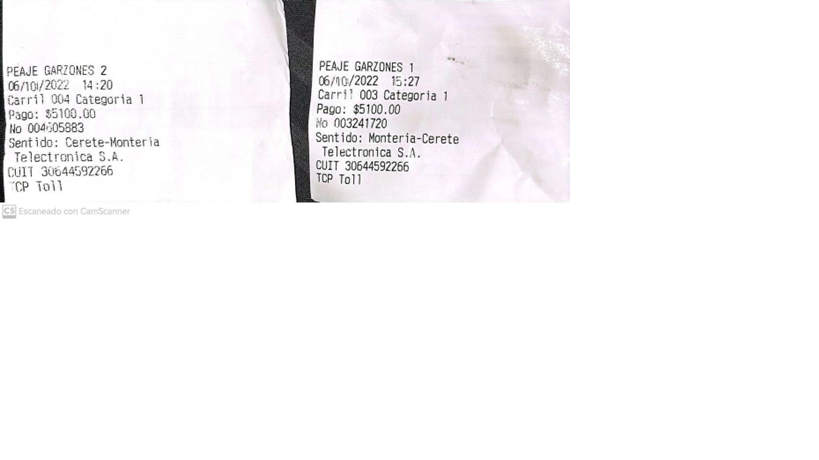 PEAJE GARZONES 2
06/10/2022 14:20
Carril 004 Categoria 1
Pago: $5100.00
No 004605883
Sentido: Cerete-Monteria
Telectronica S.A.
CUIT 30644592266
TCP Toll
PEAJE GARZONES 1
06/10/2022 15:27
Carril 003 Categoria 1
Pago: $5100.00
No 003241720
Sentido: Monteria-Cerete
Telectronica S.A.
CUIT 30644592266
TCP Toll
CS Escaneado con CamScanner